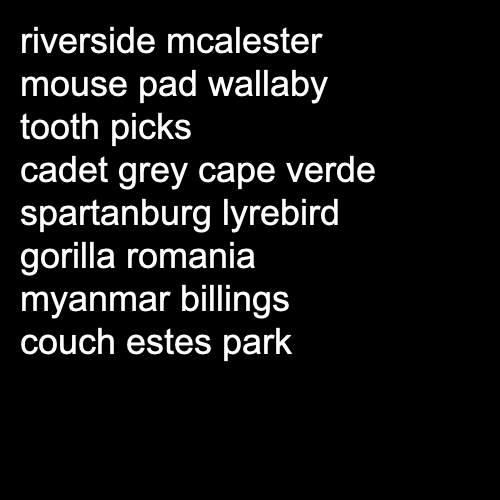 riverside mcalester
mouse pad wallaby
tooth picks
cadet grey cape verde
spartanburg lyrebird
gorilla romania
myanmar billings
couch estes park